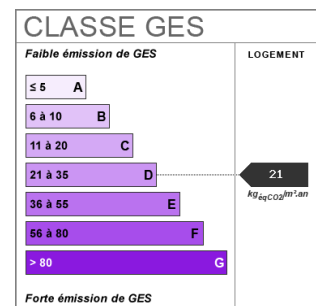 CLASSE GES
Faible émission de GES
LOGEMENT
≤ 5 A
6 à 10 B
11 à 20 C
21 à 35 D
21
kgéqCO2/m².an
36 à 55 E
56 à 80 F
> 80 G
Forte émission de GES